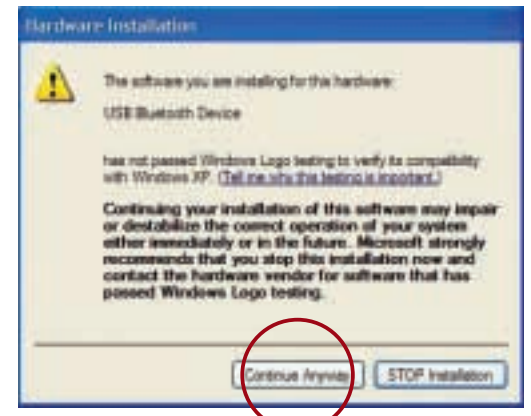 Hardware Installation
The software you are installing for this hardware:
USB Bluetooth Device
has not passed Windows Logo testing to verify its compatibility
with Windows XP. (Tell me why this testing is important.)
Continuing your installation of this software may impair
or destabilize the correct operation of your system
either immediately or in the future. Microsoft strongly
recommends that you stop this installation now and
contact the hardware vendor for software that has
passed Windows Logo testing.
Continue Anyway
STOP Installation